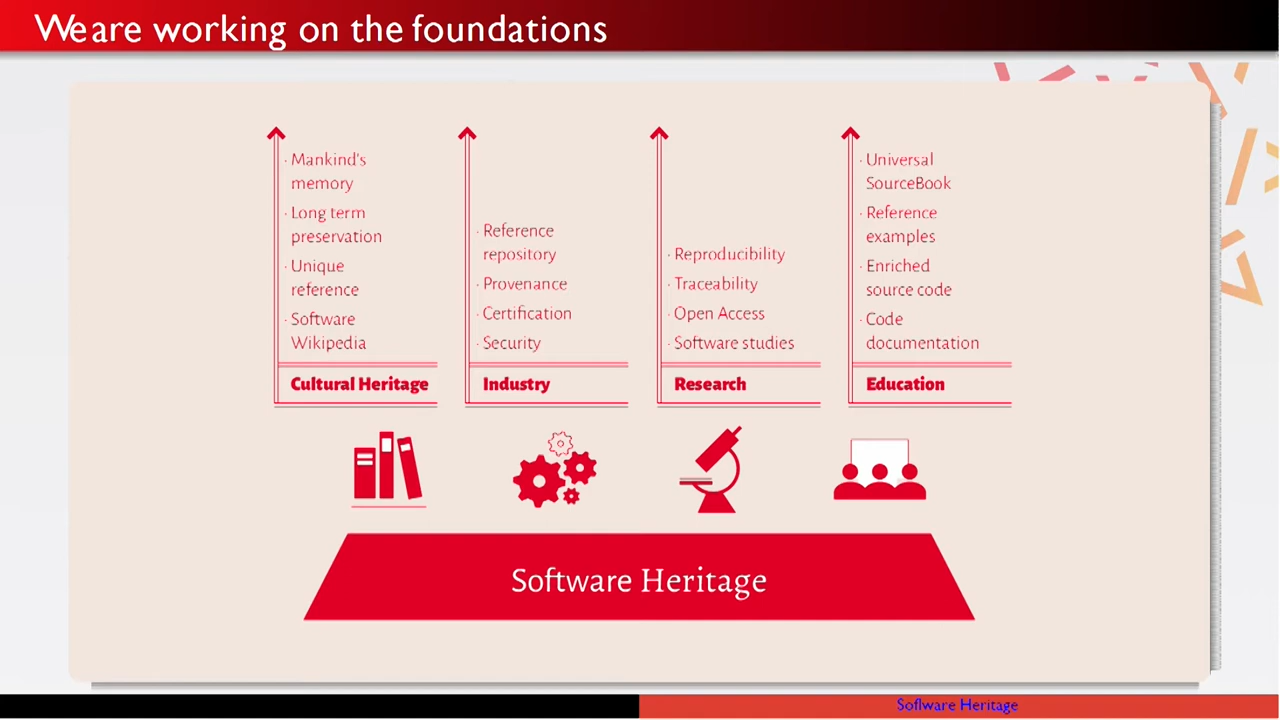 We are working on the foundations
· Mankind's
memory
· Long term
preservation
· Unique
reference
· Software
Wikipedia
Cultural Heritage
· Reference
repository
· Provenance
· Certification
· Security
Industry
· Reproducibility
· Traceability
· Open Access
· Software studies
Research
· Universal
SourceBook
· Reference
examples
· Enriched
source code
· Code
documentation
Education
Software Heritage
Software Heritage